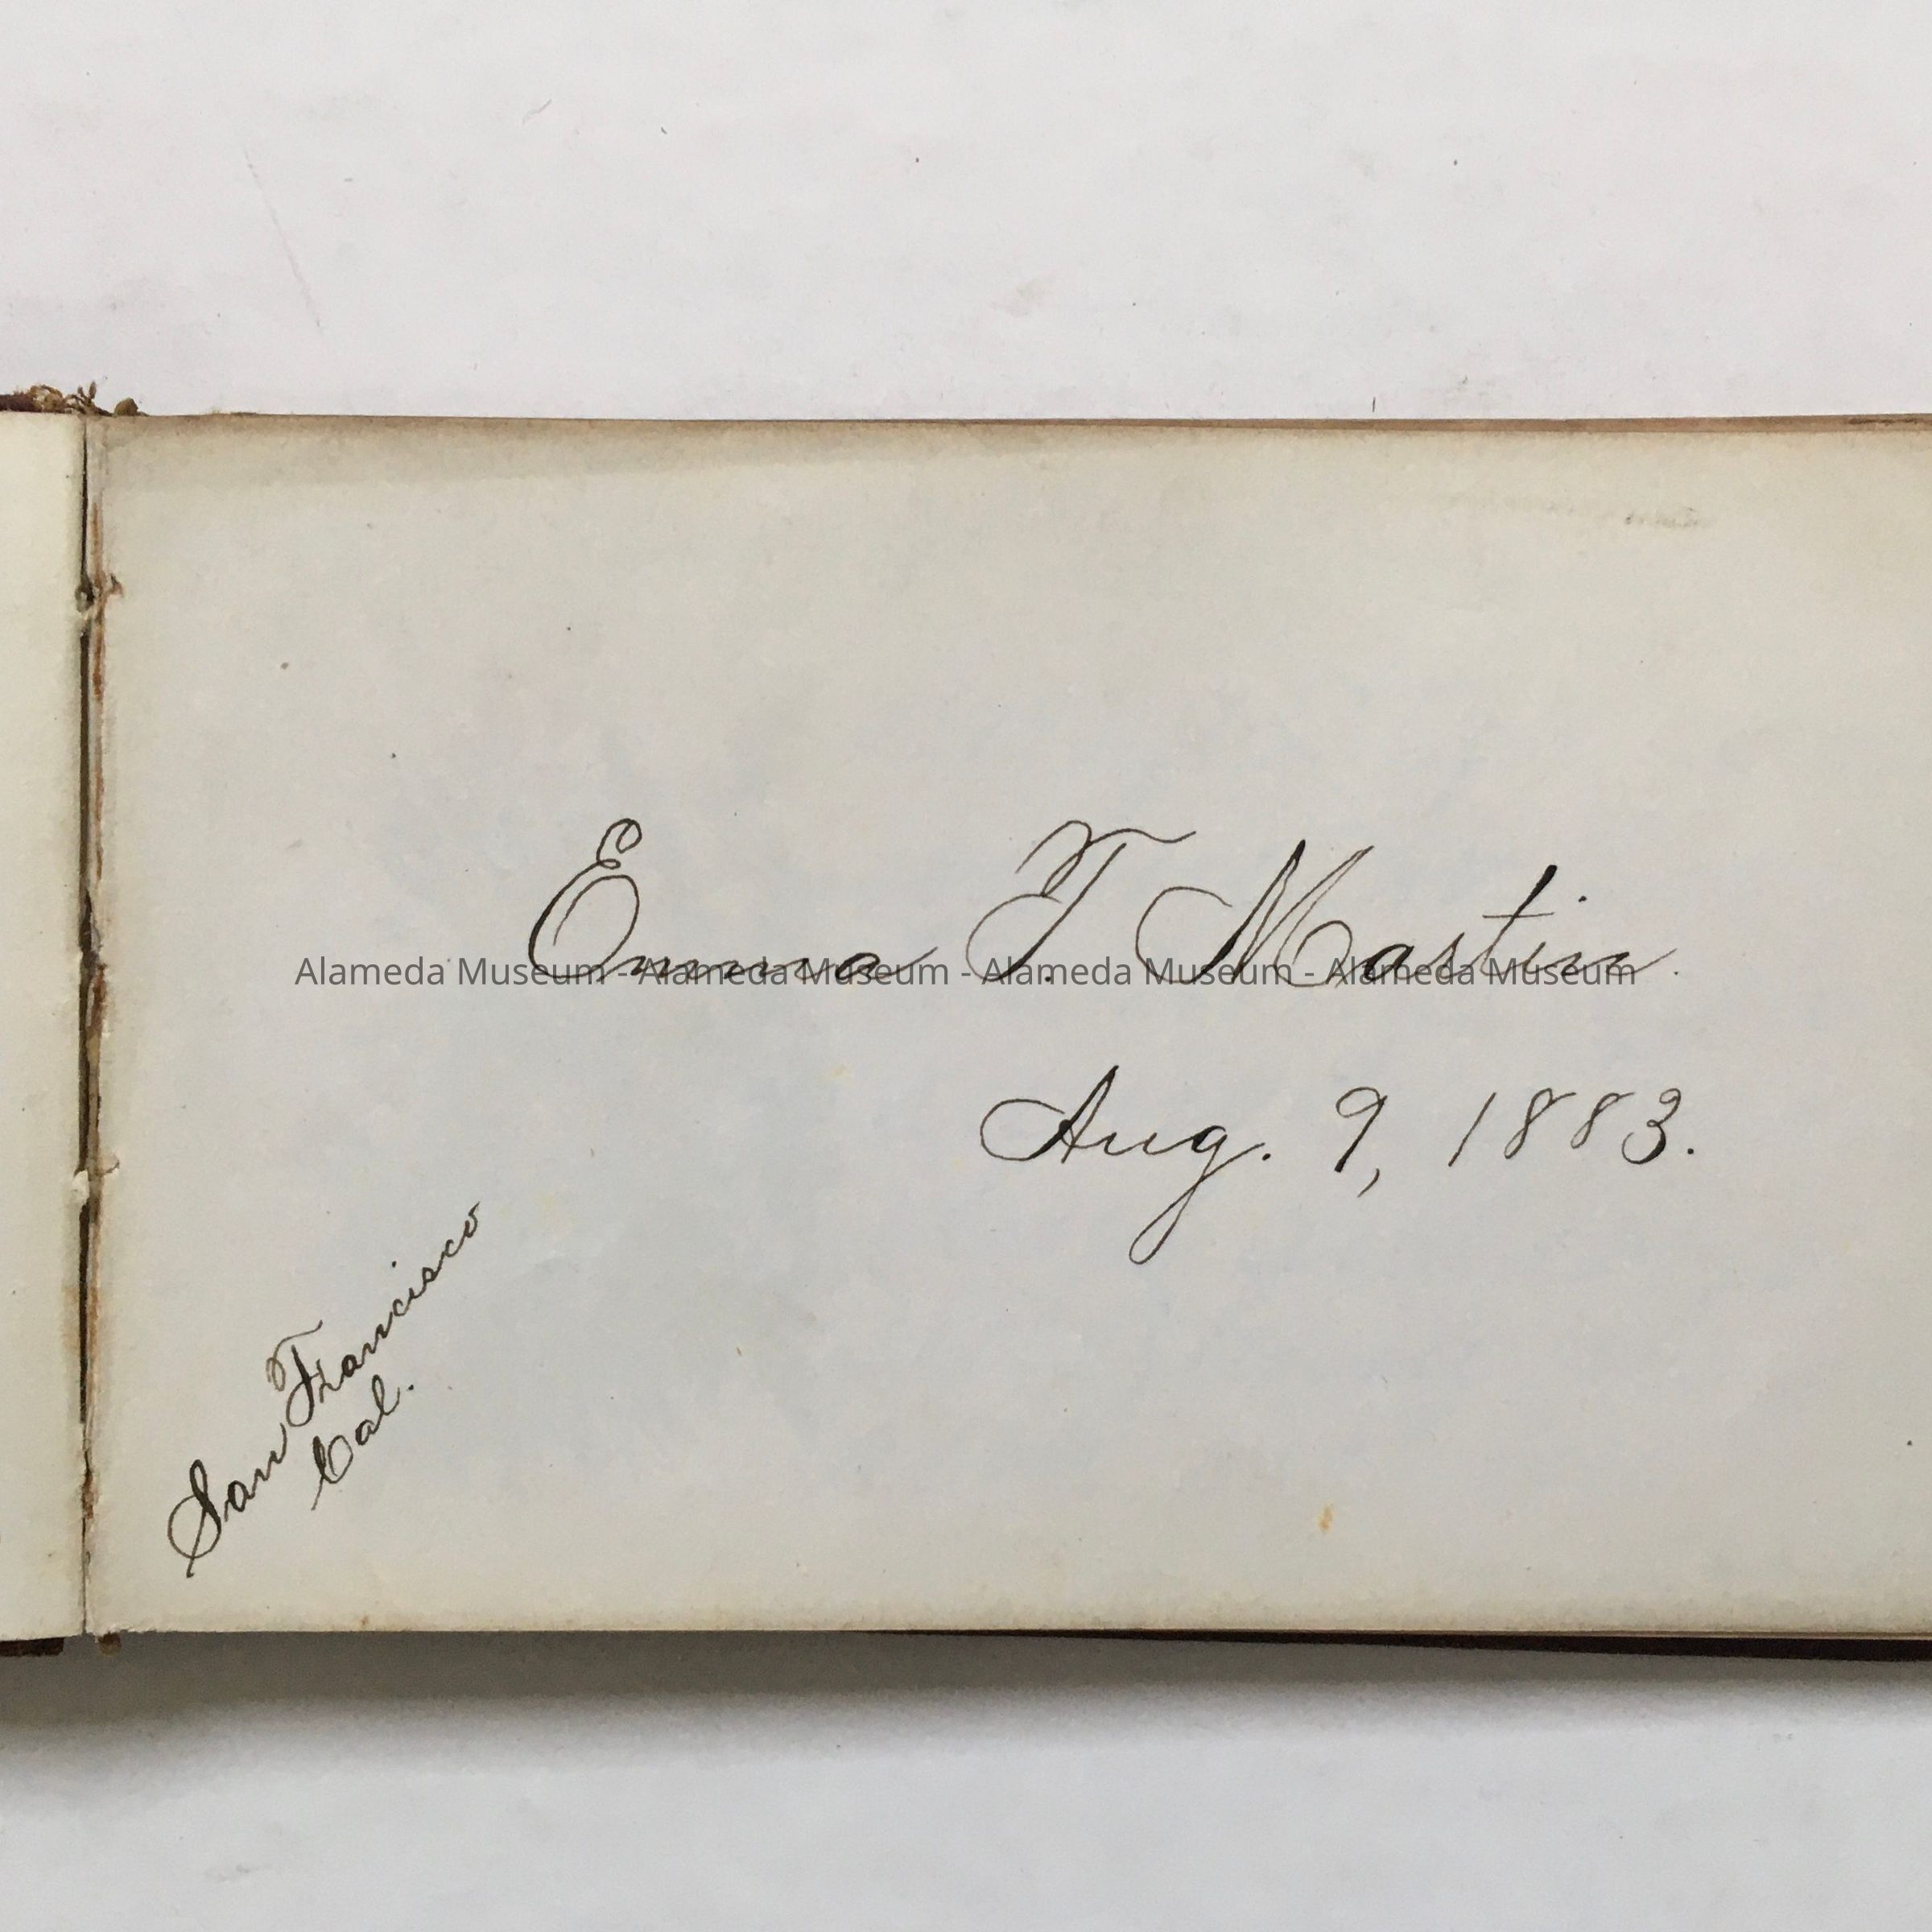 Emma T. Martin.
Alameda Museum - Alameda Museum - Alameda Museum - Alameda Museum
Aug. 9, 1883.
San Francisco
Cal.